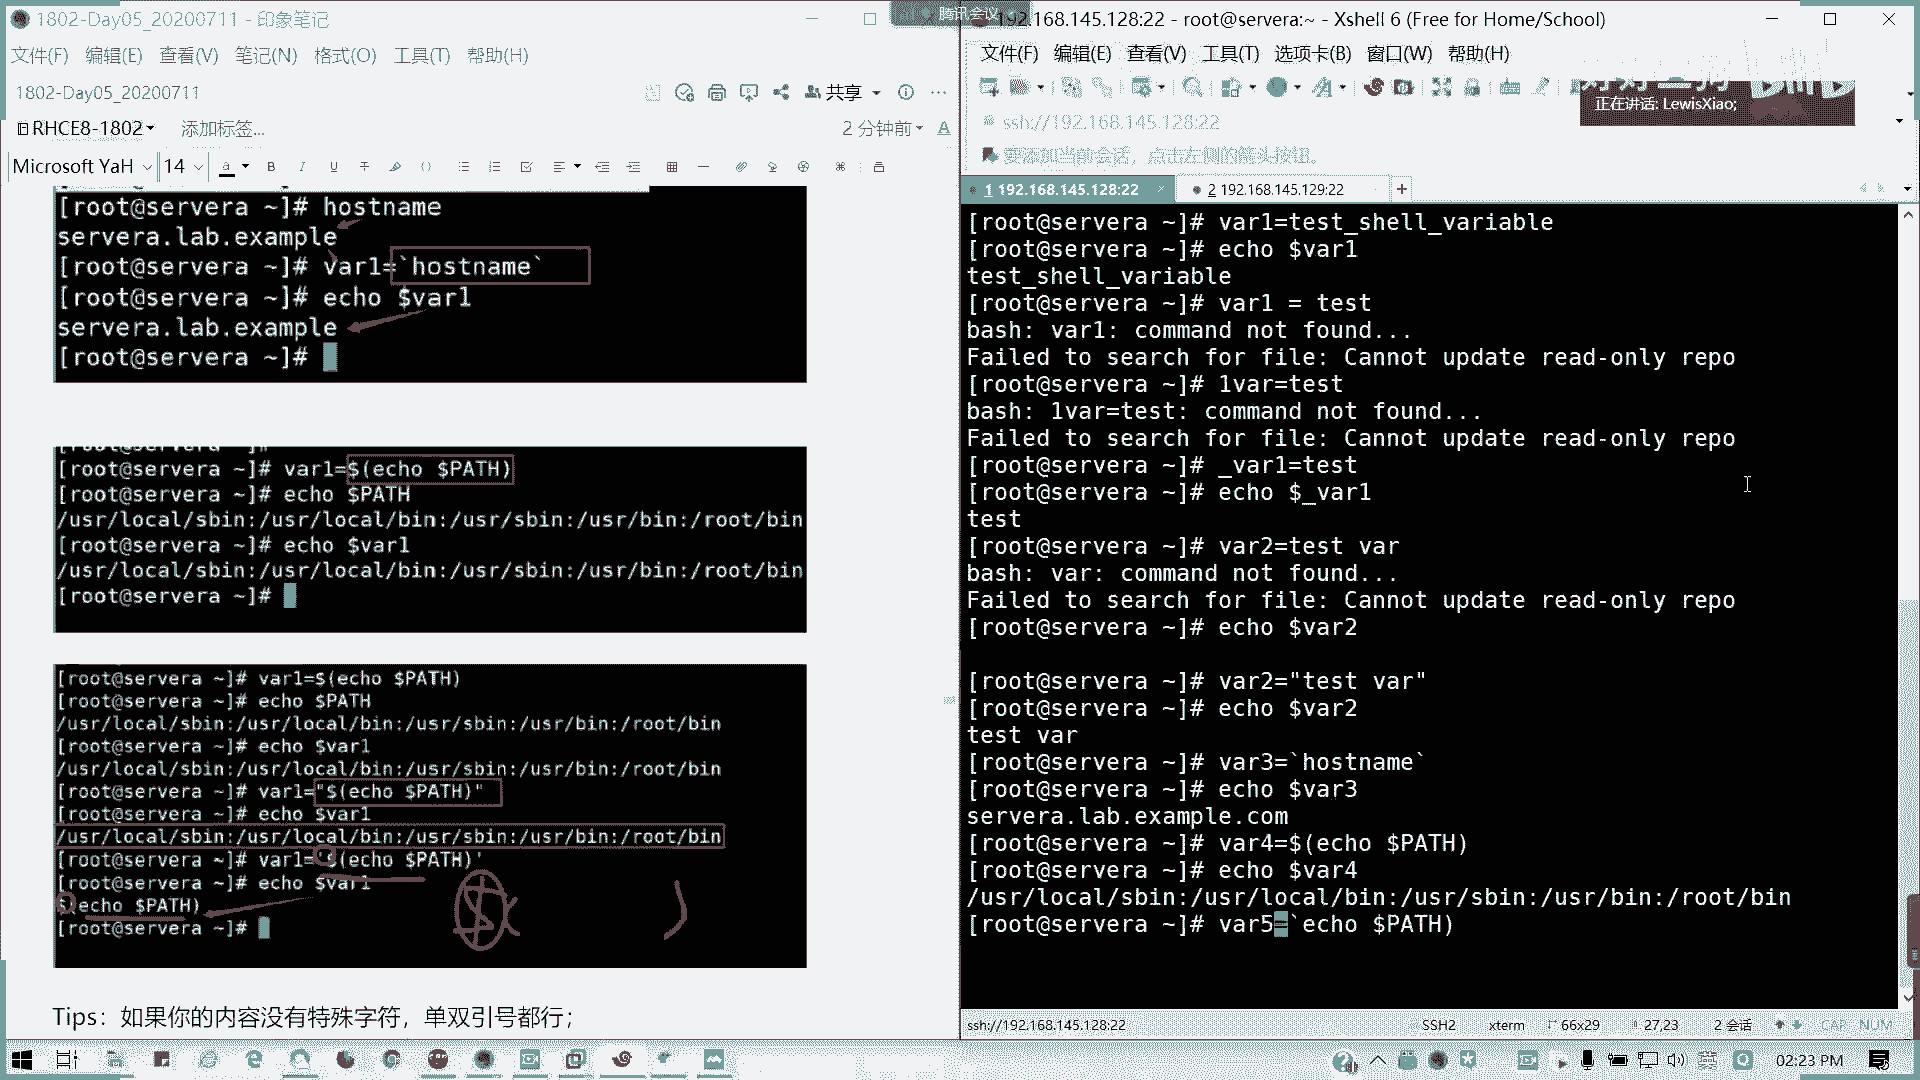 1802-Day05_20200711 - 印象笔记
文件(F) 编辑(E) 查看(V) 笔记(N) 格式(O) 工具(T) 帮助(H)
1802-Day05_20200711
共享
RHCE8-1802
添加标签...
2 分钟前
Microsoft YaH 14
[root@servera ~]# hostname
servera.lab.example
[root@servera ~]# var1=`hostname`
[root@servera ~]# echo $var1
servera.lab.example
[root@servera ~]#
[root@servera ~]# var1=$(echo $PATH)
[root@servera ~]# echo $PATH
/usr/local/sbin:/usr/local/bin:/usr/sbin:/usr/bin:/root/bin
[root@servera ~]# echo $var1
/usr/local/sbin:/usr/local/bin:/usr/sbin:/usr/bin:/root/bin
[root@servera ~]#
[root@servera ~]# var1=$(echo $PATH)
[root@servera ~]# echo $PATH
/usr/local/sbin:/usr/local/bin:/usr/sbin:/usr/bin:/root/bin
[root@servera ~]# echo $var1
/usr/local/sbin:/usr/local/bin:/usr/sbin:/usr/bin:/root/bin
[root@servera ~]# var1="$(echo $PATH)"
[root@servera ~]# echo $var1
/usr/local/sbin:/usr/local/bin:/usr/sbin:/usr/bin:/root/bin
[root@servera ~]# var1='$(echo $PATH)'
[root@servera ~]# echo $var1
$(echo $PATH)
[root@servera ~]#
$( )
Tips：如果你的内容没有特殊字符，单双引号都行；
腾讯会议
192.168.145.128:22 - root@servera:~ - Xshell 6 (Free for Home/School)
文件(F) 编辑(E) 查看(V) 工具(T) 选项卡(B) 窗口(W) 帮助(H)
正在讲话: LewisXiao;
ssh://192.168.145.128:22
要添加当前会话，点击左侧的箭头按钮。
1 192.168.145.128:22
2 192.168.145.129:22
[root@servera ~]# var1=test_shell_variable
[root@servera ~]# echo $var1
test_shell_variable
[root@servera ~]# var1 = test
bash: var1: command not found...
Failed to search for file: Cannot update read-only repo
[root@servera ~]# 1var=test
bash: 1var=test: command not found...
Failed to search for file: Cannot update read-only repo
[root@servera ~]# _var1=test
[root@servera ~]# echo $_var1
test
[root@servera ~]# var2=test var
bash: var: command not found...
Failed to search for file: Cannot update read-only repo
[root@servera ~]# echo $var2
[root@servera ~]# var2="test var"
[root@servera ~]# echo $var2
test var
[root@servera ~]# var3=`hostname`
[root@servera ~]# echo $var3
servera.lab.example.com
[root@servera ~]# var4=$(echo $PATH)
[root@servera ~]# echo $var4
/usr/local/sbin:/usr/local/bin:/usr/sbin:/usr/bin:/root/bin
[root@servera ~]# var5=`echo $PATH)
ssh://192.168.145.128:22
SSH2
xterm
66x29
27,23
2 会话
CAP NUM
英
02:23 PM